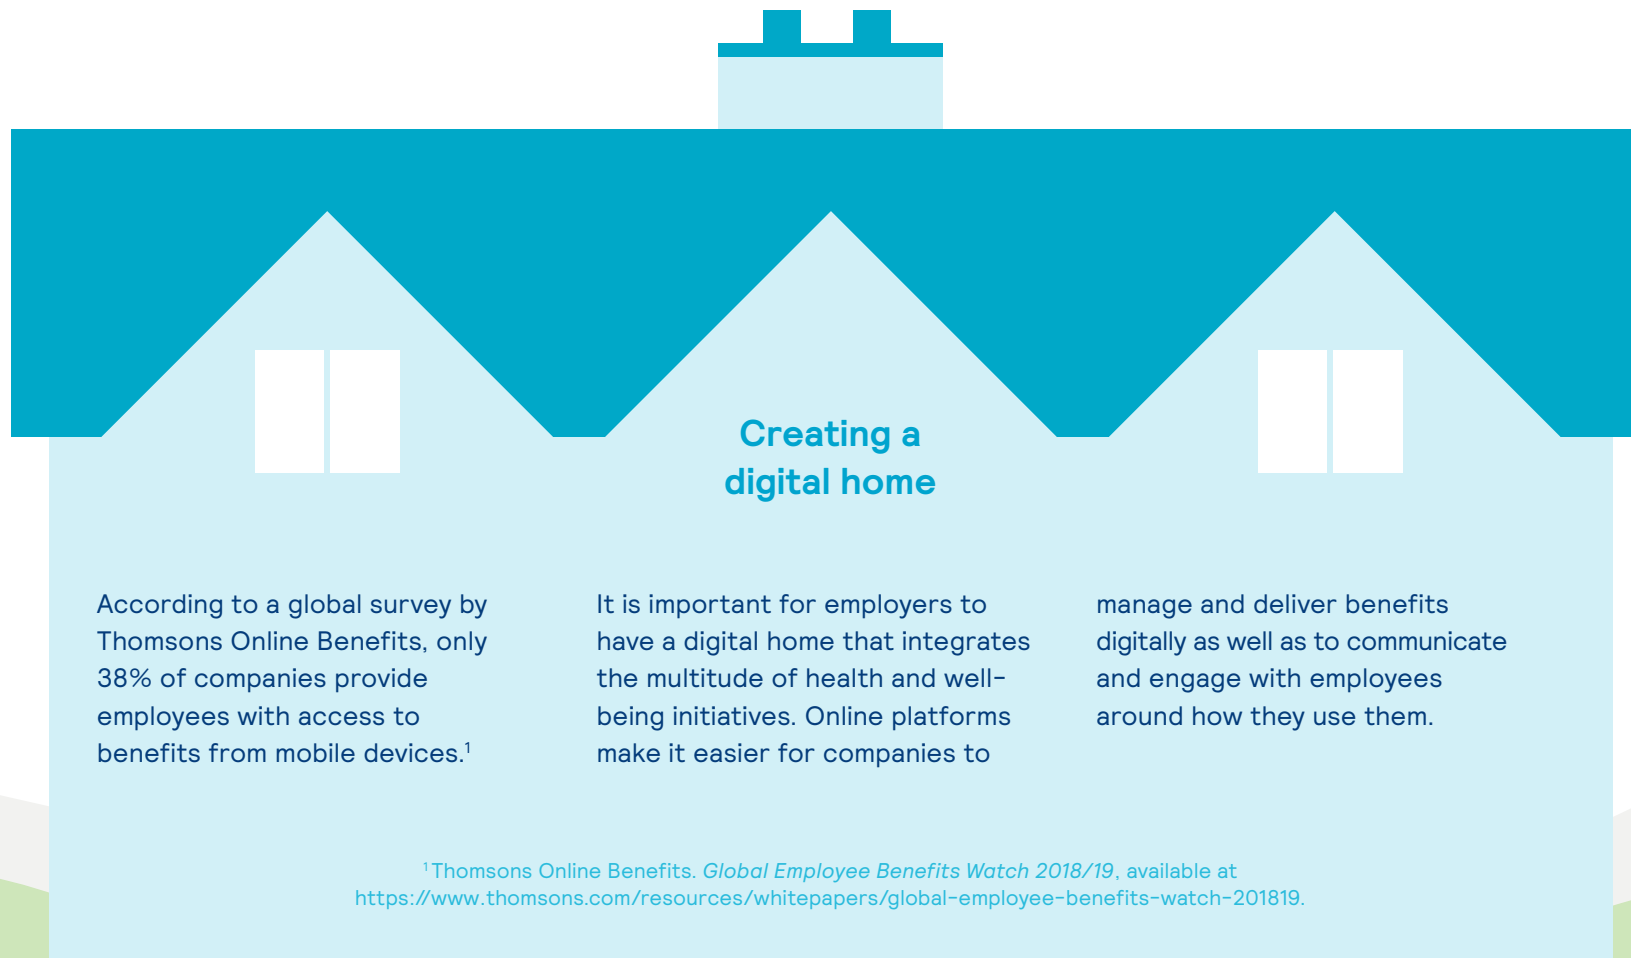 Creating a
digital home
According to a global survey by
Thomsons Online Benefits, only
38% of companies provide
employees with access to
benefits from mobile devices.¹
It is important for employers to
have a digital home that integrates
the multitude of health and well-
being initiatives. Online platforms
make it easier for companies to
manage and deliver benefits
digitally as well as to communicate
and engage with employees
around how they use them.
¹ Thomsons Online Benefits. Global Employee Benefits Watch 2018/19, available at
https://www.thomsons.com/resources/whitepapers/global-employee-benefits-watch-201819.